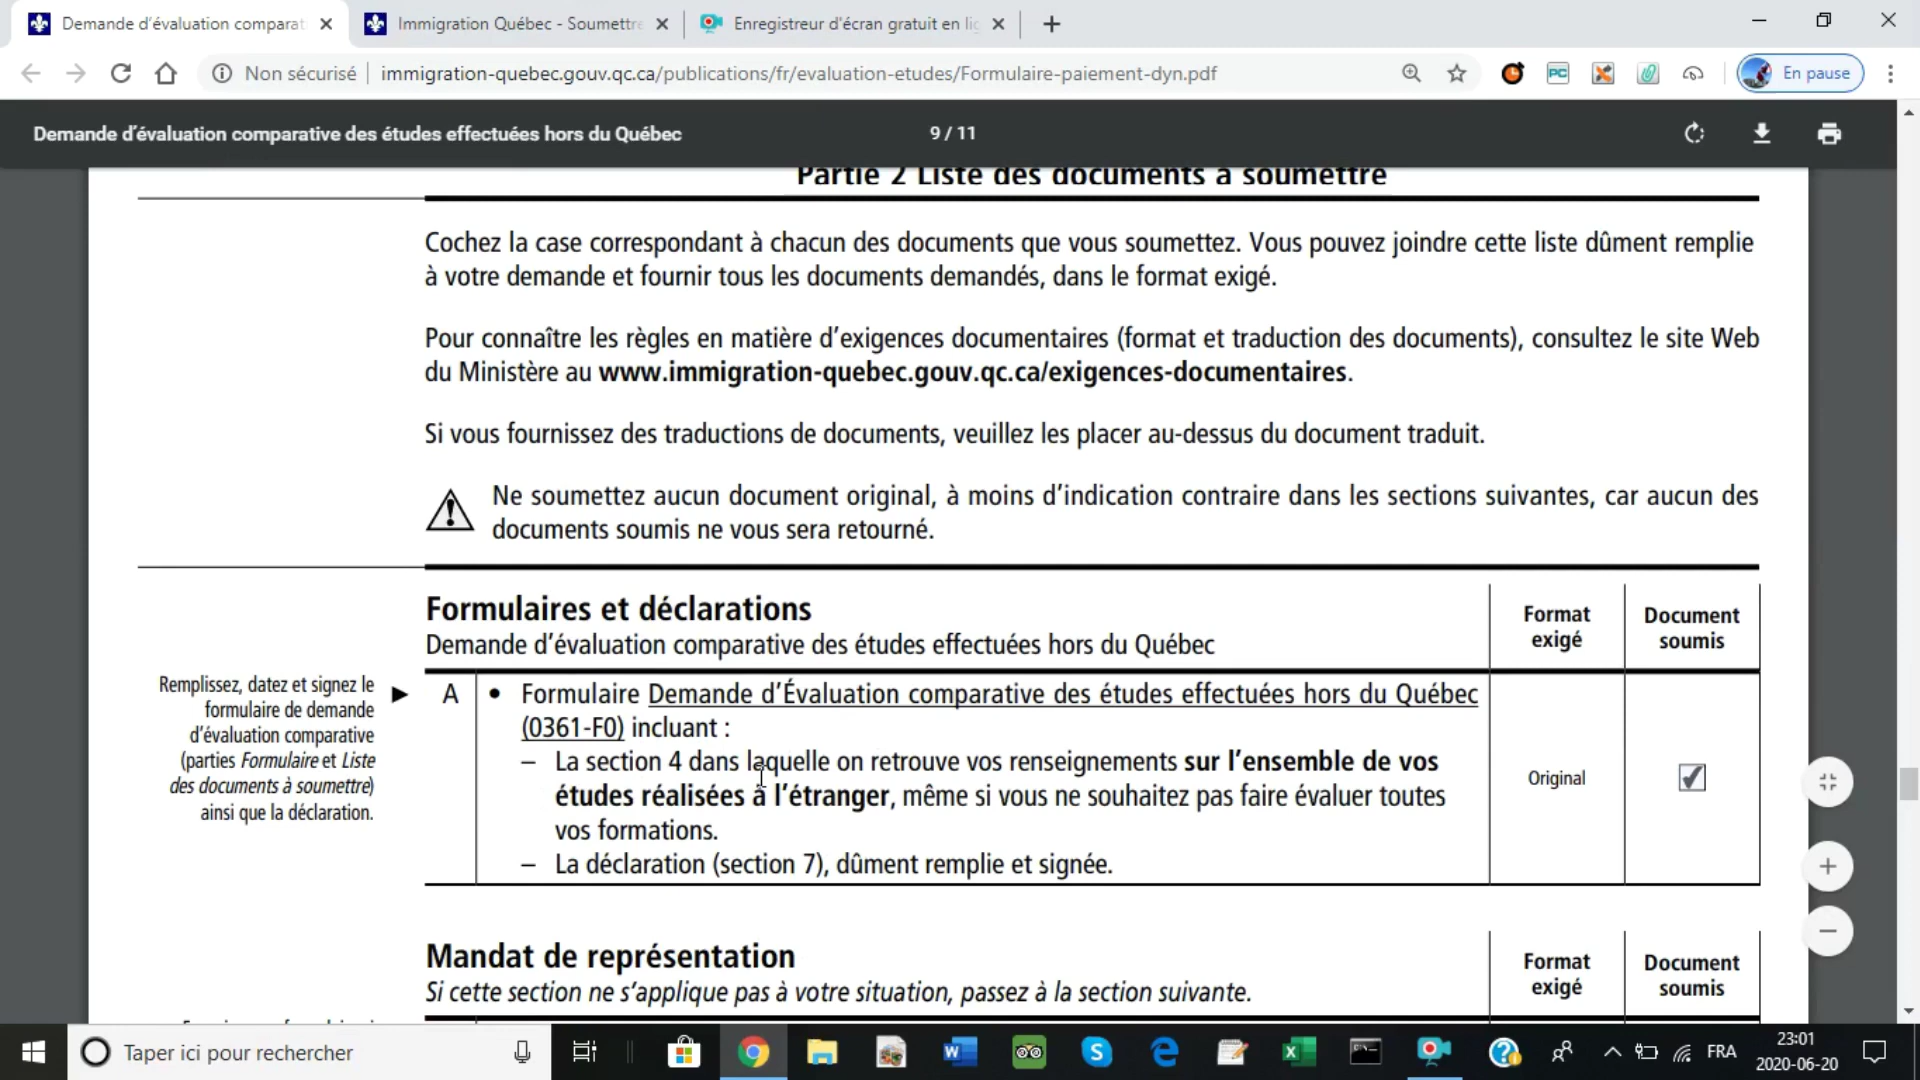 Demande d’évaluation comparat
Immigration Québec - Soumettre
Enregistreur d'écran gratuit en lig
Non sécurisé
immigration-quebec.gouv.qc.ca/publications/fr/evaluation-etudes/Formulaire-paiement-dyn.pdf
PC
En pause
Demande d’évaluation comparative des études effectuées hors du Québec
9 / 11
Partie 2 Liste des documents à soumettre
Cochez la case correspondant à chacun des documents que vous soumettez. Vous pouvez joindre cette liste dûment remplie
à votre demande et fournir tous les documents demandés, dans le format exigé.
Pour connaître les règles en matière d’exigences documentaires (format et traduction des documents), consultez le site Web
du Ministère au www.immigration-quebec.gouv.qc.ca/exigences-documentaires.
Si vous fournissez des traductions de documents, veuillez les placer au-dessus du document traduit.
Ne soumettez aucun document original, à moins d’indication contraire dans les sections suivantes, car aucun des
documents soumis ne vous sera retourné.
Formulaires et déclarations
Demande d’évaluation comparative des études effectuées hors du Québec
Format
exigé
Document
soumis
Remplissez, datez et signez le
formulaire de demande
d’évaluation comparative
(parties Formulaire et Liste
des documents à soumettre)
ainsi que la déclaration.
A
• Formulaire Demande d’Évaluation comparative des études effectuées hors du Québec
(0361-F0) incluant :
– La section 4 dans laquelle on retrouve vos renseignements sur l’ensemble de vos
études réalisées à l’étranger, même si vous ne souhaitez pas faire évaluer toutes
vos formations.
– La déclaration (section 7), dûment remplie et signée.
Original
Mandat de représentation
Si cette section ne s’applique pas à votre situation, passez à la section suivante.
Format
exigé
Document
soumis
Taper ici pour rechercher
FRA
23:01
2020-06-20